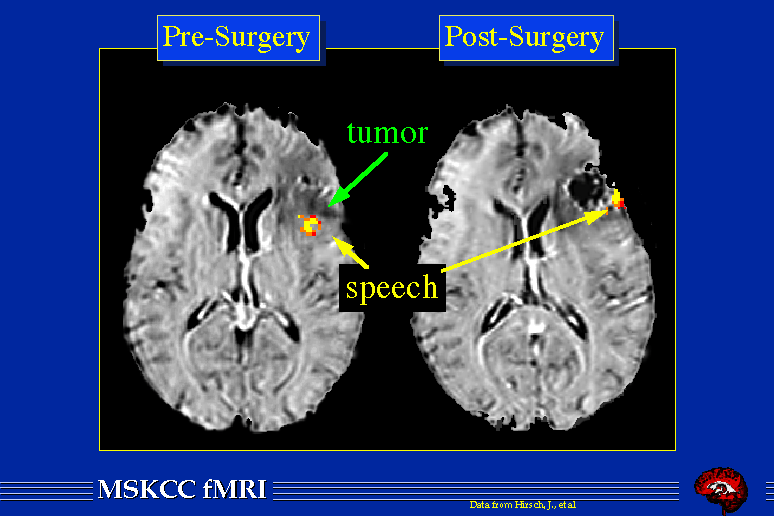 Pre-Surgery
Post-Surgery
tumor
speech
MSKCC fMRI
Data from Hirsch, J., et al